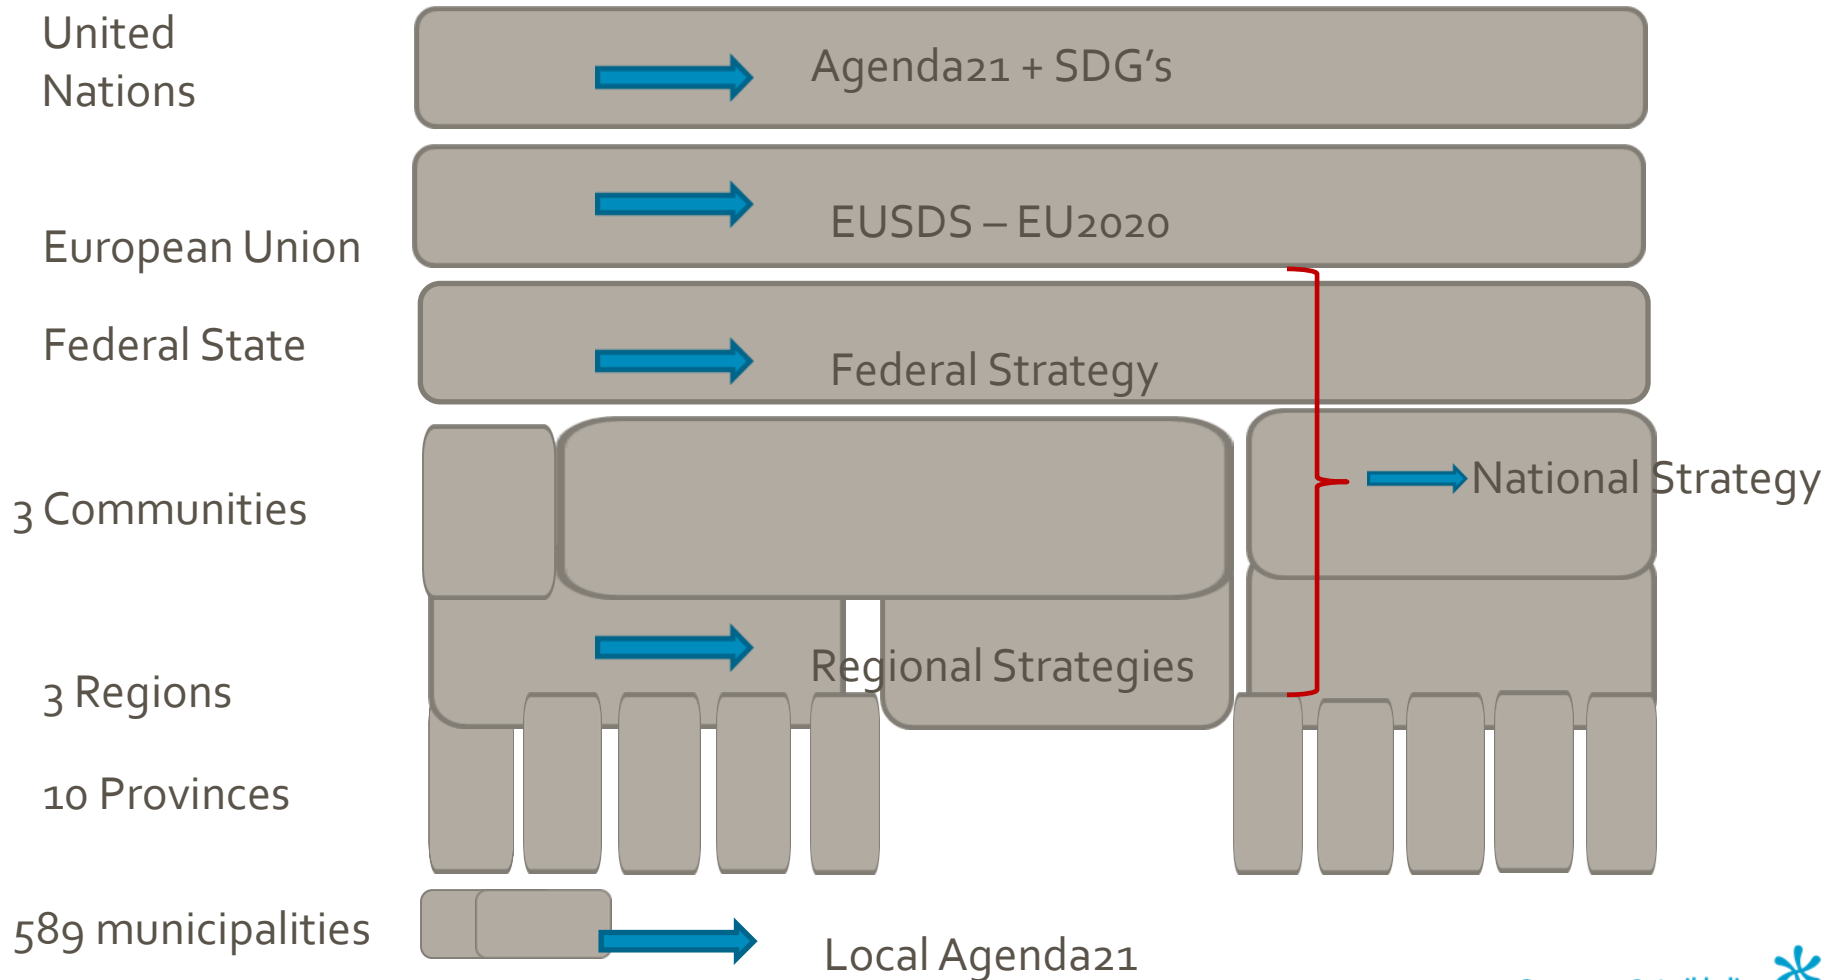 United
Nations
Agenda21 + SDG's
European Union
EUSDS – EU2020
Federal State
Federal Strategy
3 Communities
National Strategy
3 Regions
Regional Strategies
10 Provinces
589 municipalities
Local Agenda21